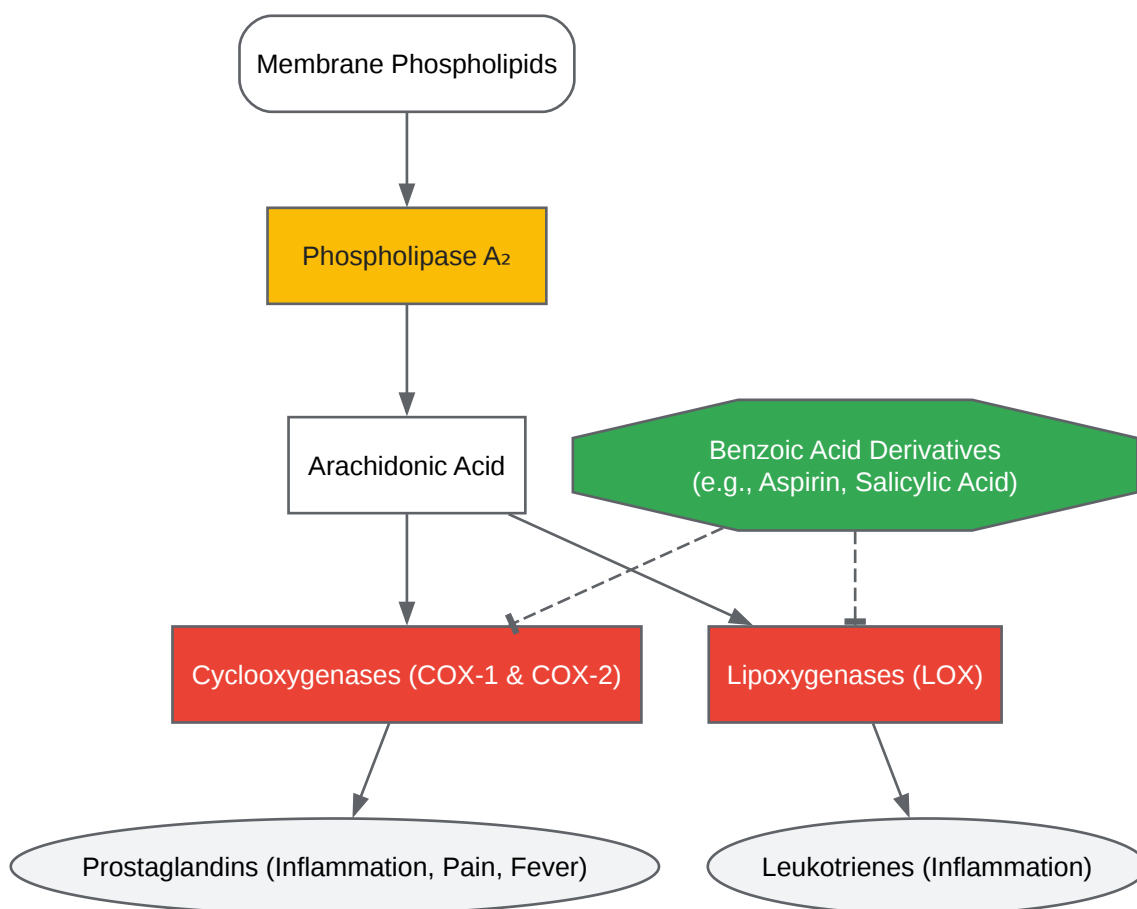 Membrane Phospholipids
Phospholipase A₂
Arachidonic Acid
Benzoic Acid Derivatives
(e.g., Aspirin, Salicylic Acid)
Cyclooxygenases (COX-1 & COX-2)
Lipoxygenases (LOX)
Prostaglandins (Inflammation, Pain, Fever)
Leukotrienes (Inflammation)